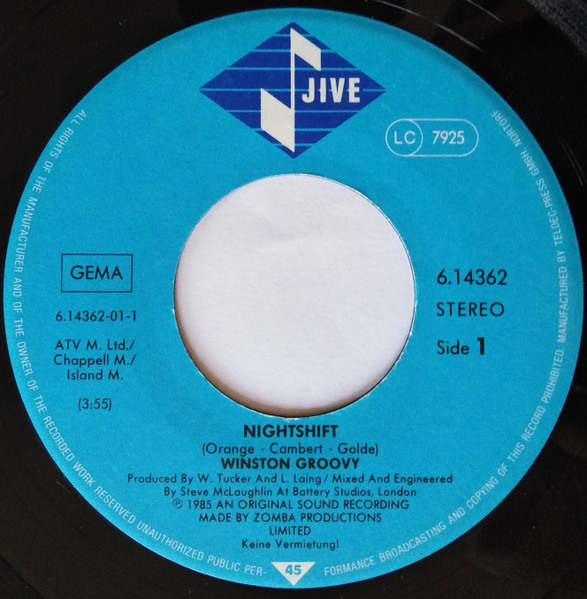 JIVE
LC 7925
GEMA
6.14362-01-1
ATV M. Ltd./
Chappell M./
Island M.
(3:55)
6.14362
STEREO
Side 1
NIGHTSHIFT
(Orange - Cambert - Golde)
WINSTON GROOVY
Produced By W. Tucker And L. Laing / Mixed And Engineered
By Steve McLaughlin At Battery Studios, London
℗ 1985 AN ORIGINAL SOUND RECORDING
MADE BY ZOMBA PRODUCTIONS
LIMITED
Keine Vermietung!
45
ALL RIGHTS OF THE MANUFACTURER AND OF THE OWNER OF THE RECORDED WORK RESERVED UNAUTHORIZED PUBLIC PER- FORMANCE BROADCASTING AND COPYING OF THIS RECORD PROHIBITED. MANUFACTURED BY TELDEC-PRESS GMBH, NORTORF